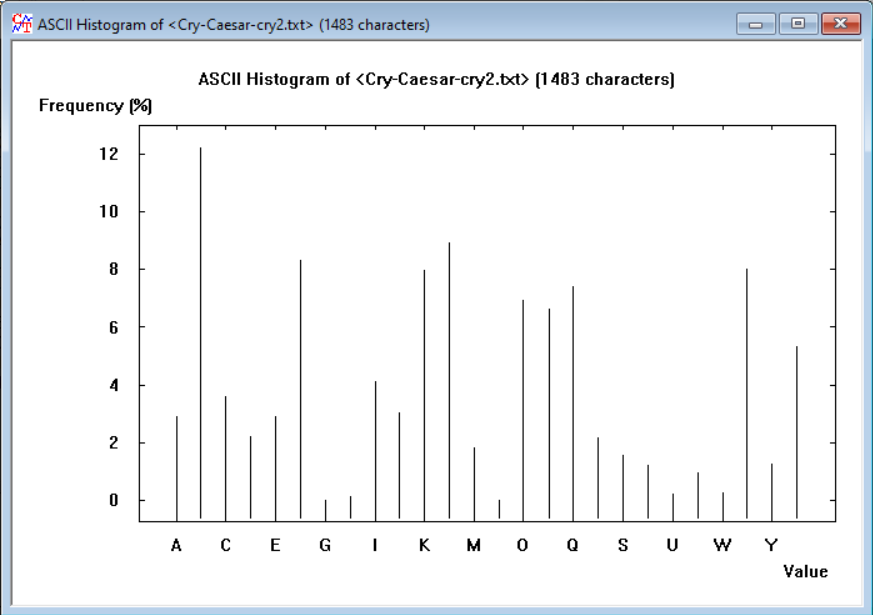 ASCII Histogram of <Cry-Caesar-cry2.txt> (1483 characters)
ASCII Histogram of <Cry-Caesar-cry2.txt> (1483 characters)
Frequency (%)
12
10
8
6
4
2
0
A C E G I K M O Q S U W Y
Value